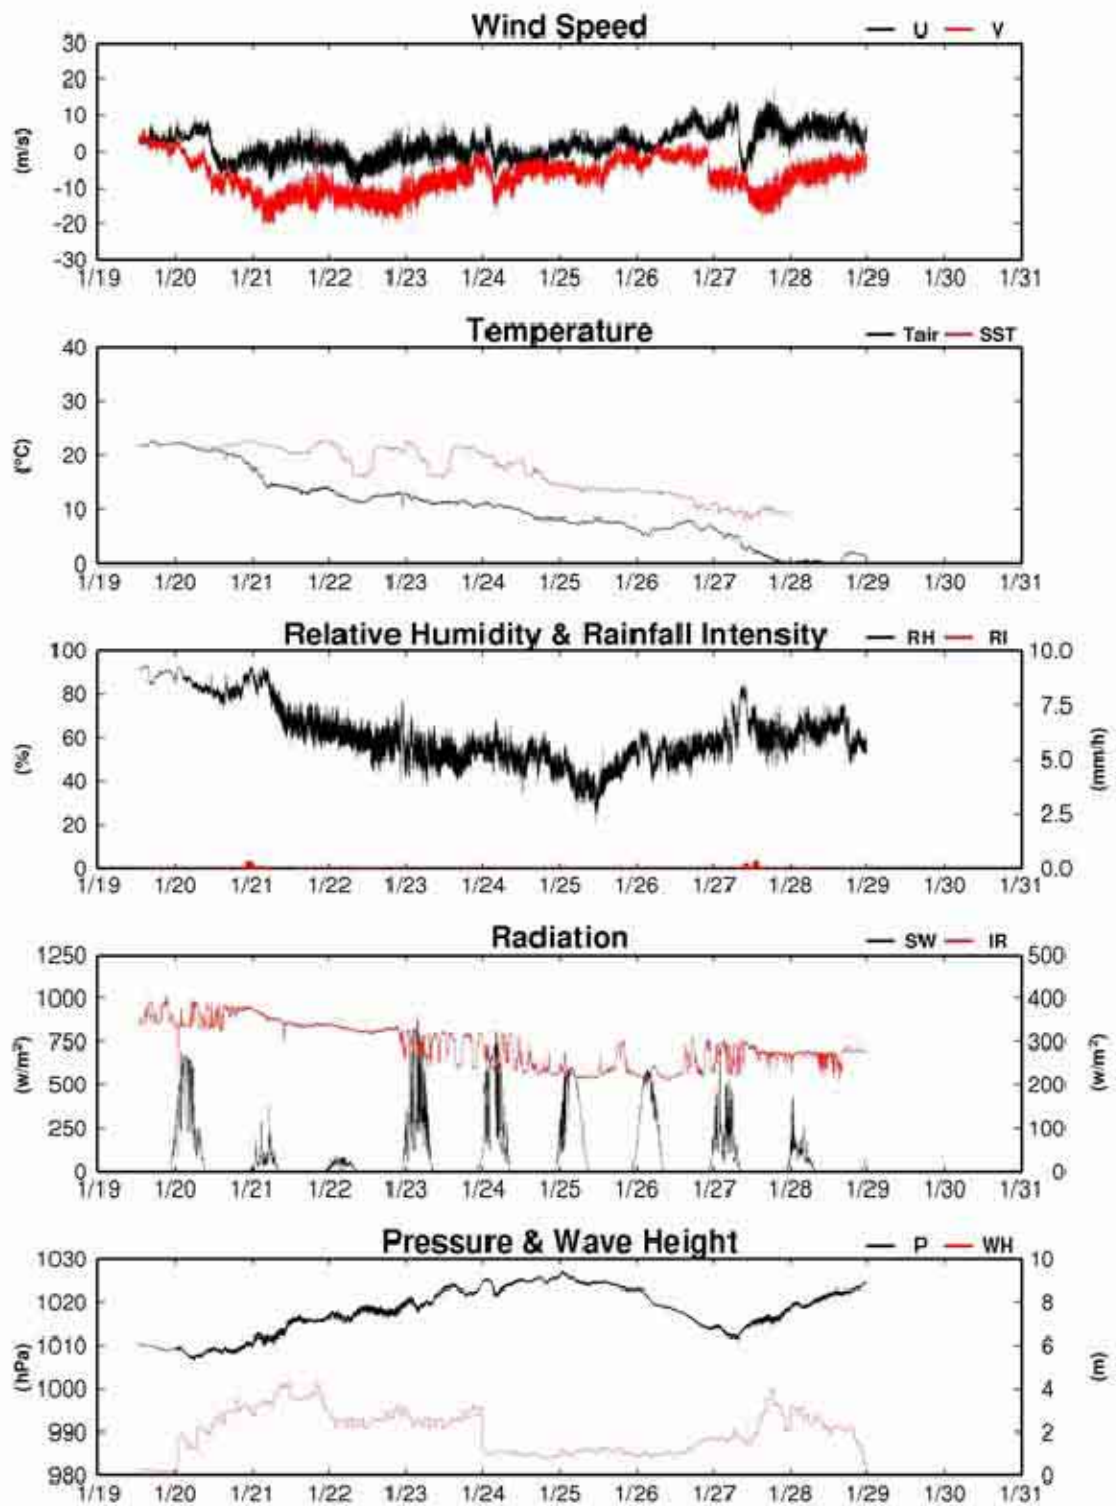 Wind Speed
U V
30
20
10
0
-10
-20
-30
(m/s)
1/19 1/20 1/21 1/22 1/23 1/24 1/25 1/26 1/27 1/28 1/29 1/30 1/31
Temperature
Tair SST
40
30
20
10
0
(°C)
1/19 1/20 1/21 1/22 1/23 1/24 1/25 1/26 1/27 1/28 1/29 1/30 1/31
Relative Humidity & Rainfall Intensity
RH RI
100 10.0
80 7.5
60 5.0
40 2.5
20 0.0
0
(%) (mm/h)
1/19 1/20 1/21 1/22 1/23 1/24 1/25 1/26 1/27 1/28 1/29 1/30 1/31
Radiation
SW IR
1250 500
1000 400
750 300
500 200
250 100
0 0
(w/m²) (w/m²)
1/19 1/20 1/21 1/22 1/23 1/24 1/25 1/26 1/27 1/28 1/29 1/30 1/31
Pressure & Wave Height
P WH
1030 10
1020 8
1010 6
1000 4
990 2
980 0
(hPa) (m)
1/19 1/20 1/21 1/22 1/23 1/24 1/25 1/26 1/27 1/28 1/29 1/30 1/31